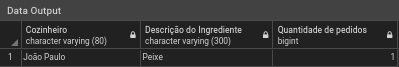 Data Output
Cozinheiro
character varying (80)
Descrição do Ingrediente
character varying (300)
Quantidade de pedidos
bigint
1 João Paulo Peixe 1